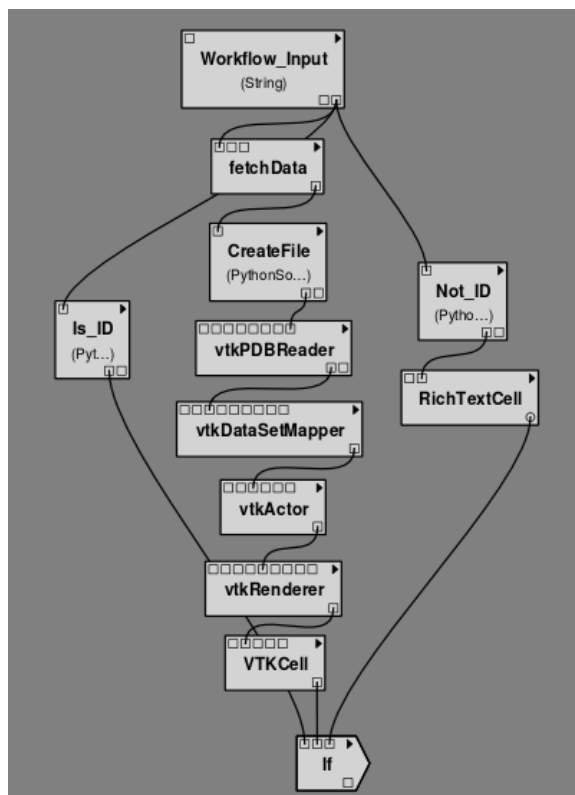 Workflow_Input
(String)
fetchData
CreateFile
(PythonSo...)
Not_ID
(Pytho...)
Is_ID
(Pyt...)
vtkPDBReader
RichTextCell
vtkDataSetMapper
vtkActor
vtkRenderer
VTKCell
If